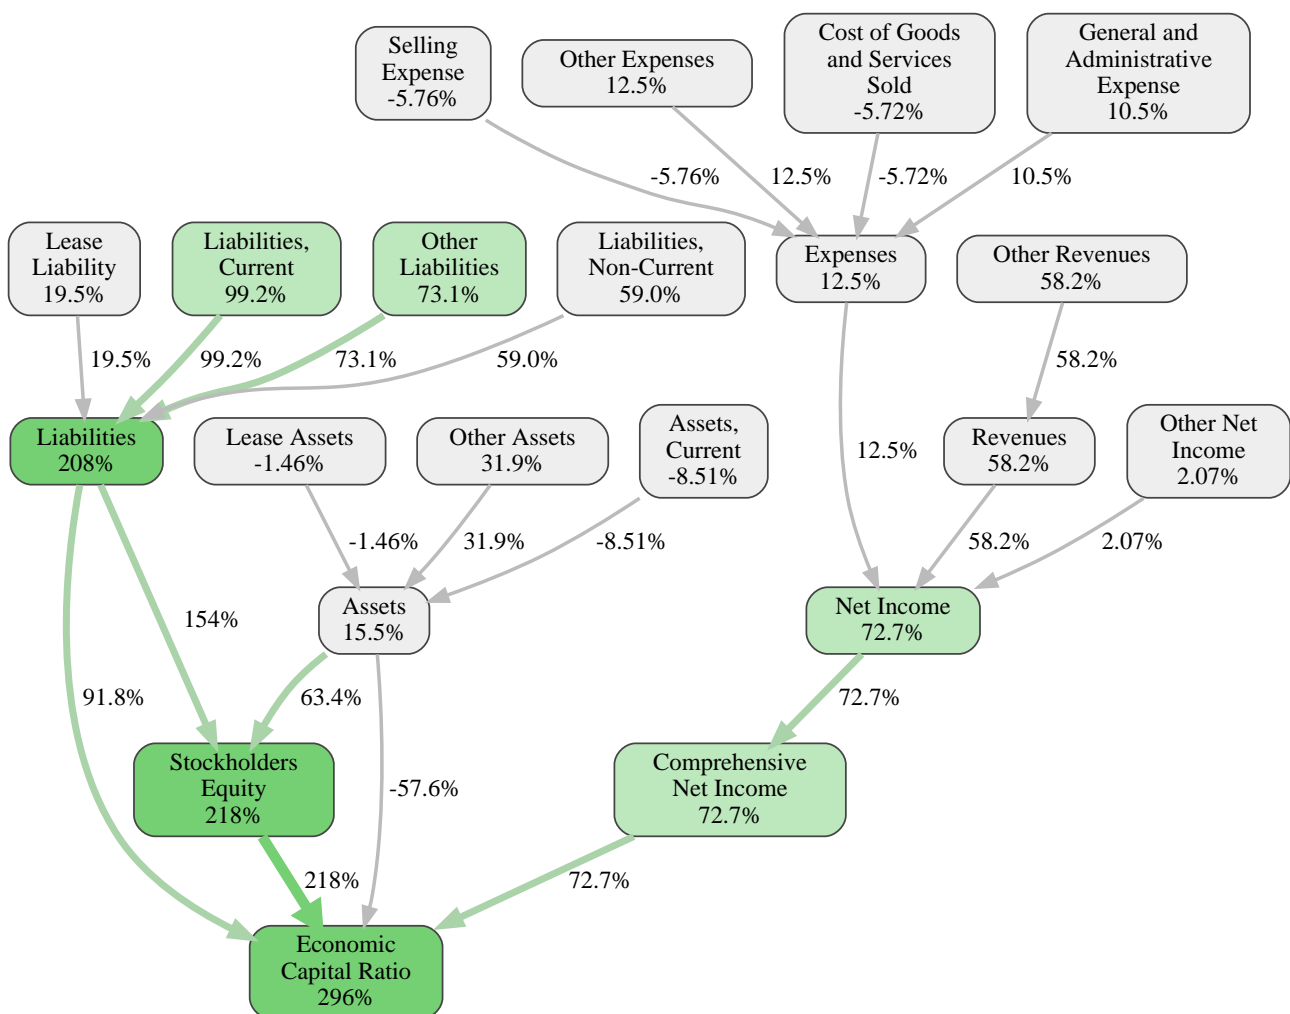 Selling
Expense
-5.76%
Other Expenses
12.5%
Cost of Goods
and Services
Sold
-5.72%
General and
Administrative
Expense
10.5%
-5.76%
12.5%
-5.72%
10.5%
Lease
Liability
19.5%
Liabilities,
Current
99.2%
Other
Liabilities
73.1%
Liabilities,
Non-Current
59.0%
Expenses
12.5%
Other Revenues
58.2%
19.5%
99.2%
73.1%
59.0%
58.2%
Liabilities
208%
Lease Assets
-1.46%
Other Assets
31.9%
Assets,
Current
-8.51%
12.5%
Revenues
58.2%
Other Net
Income
2.07%
-1.46%
31.9%
-8.51%
58.2%
2.07%
154%
Assets
15.5%
Net Income
72.7%
91.8%
63.4%
72.7%
Stockholders
Equity
218%
-57.6%
Comprehensive
Net Income
72.7%
218%
72.7%
Economic
Capital Ratio
296%